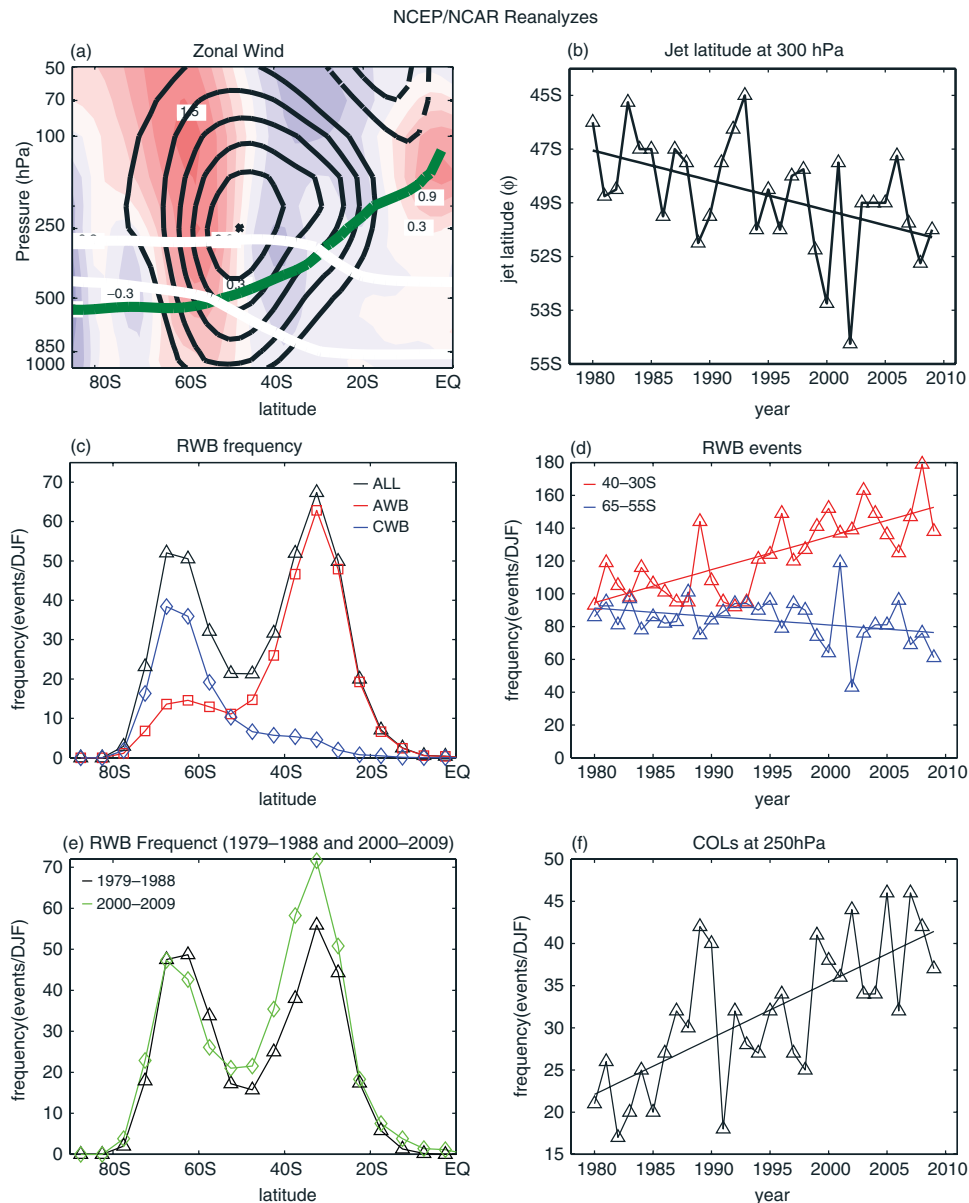 NCEP/NCAR Reanalyzes
(a) Zonal Wind
50
70
100
250
500
850
1000
Pressure (hPa)
1.5
0.9
0.3
0.3
−0.3
80S 60S 40S 20S EQ
latitude
(b) Jet latitude at 300 hPa
45S
47S
49S
52S
53S
55S
jet latitude (ϕ)
1980 1985 1990 1995 2000 2005 2010
year
(c) RWB frequency
ALL
AWB
CWB
70
60
50
40
30
20
10
0
frequency(events/DJF)
80S 60S 40S 20S EQ
latitude
(d) RWB events
40–30S
65–55S
180
160
140
120
100
80
60
40
20
0
frequency(events/DJF)
1980 1985 1990 1995 2000 2005 2010
year
(e) RWB Frequenct (1979–1988 and 2000–2009)
1979–1988
2000–2009
70
60
50
40
30
20
10
0
frequency(events/DJF)
80S 60S 40S 20S EQ
latitude
(f) COLs at 250hPa
50
45
40
35
30
25
20
15
frequency(events/DJF)
1980 1985 1990 1995 2000 2005 2010
year